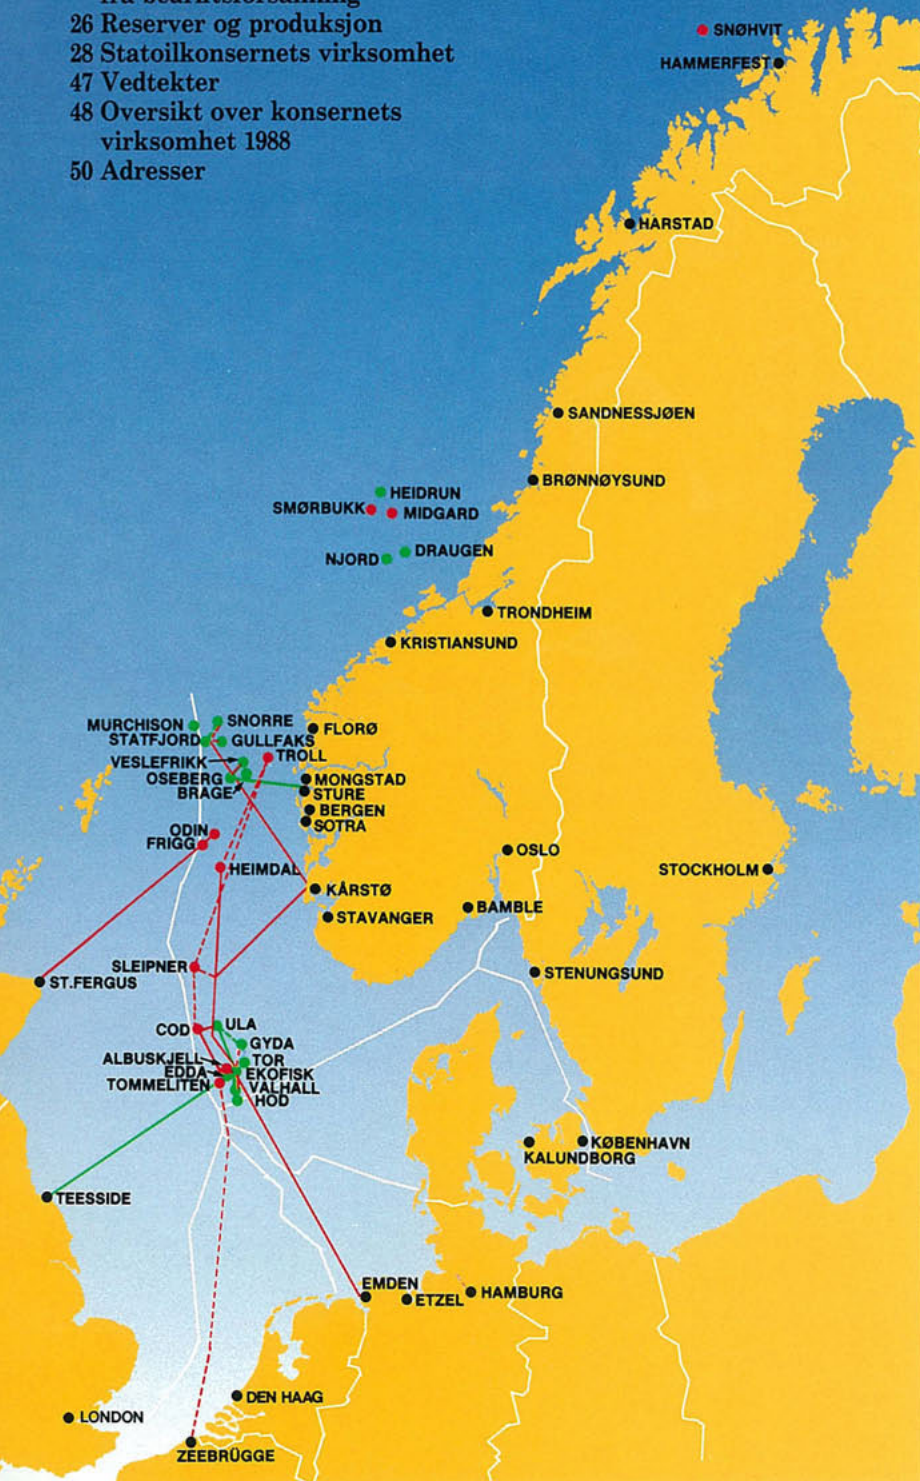 fra bedriftsforsamling
26 Reserver og produksjon
28 Statoilkonsernets virksomhet
47 Vedtekter
48 Oversikt over konsernets
virksomhet 1988
50 Adresser
SNØHVIT
HAMMERFEST
HARSTAD
SANDNESSJØEN
BRØNNØYSUND
HEIDRUN
SMØRBUKK
MIDGARD
DRAUGEN
NJORD
TRONDHEIM
KRISTIANSUND
SNORRE
MURCHISON
FLORØ
STATFJORD
GULLFAKS
TROLL
VESLEFRIKK
OSEBERG
MONGSTAD
BRAGE
STURE
BERGEN
SOTRA
ODIN
FRIGG
OSLO
HEIMDAL
STOCKHOLM
KÅRSTØ
BAMBLE
STAVANGER
SLEIPNER
STENUNGSUND
ST.FERGUS
ULA
COD
GYDA
ALBUSKJELL
TOR
EDDA
EKOFISK
TOMMELITEN
VALHALL
HOD
KØBENHAVN
KALUNDBORG
TEESSIDE
EMDEN
ETZEL
HAMBURG
DEN HAAG
LONDON
ZEEBRÜGGE